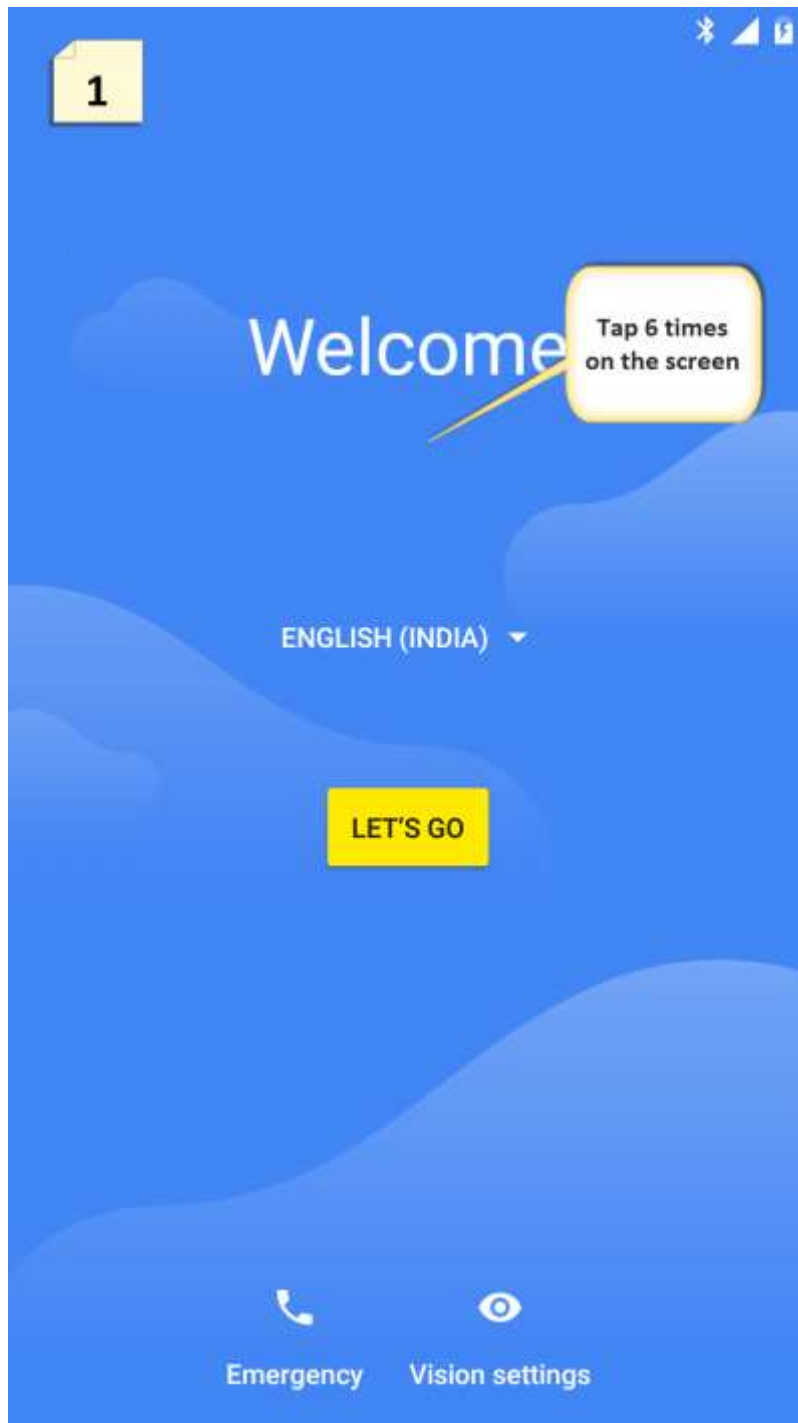 1
Welcome
Tap 6 times
on the screen
ENGLISH (INDIA)
LET'S GO
Emergency
Vision settings